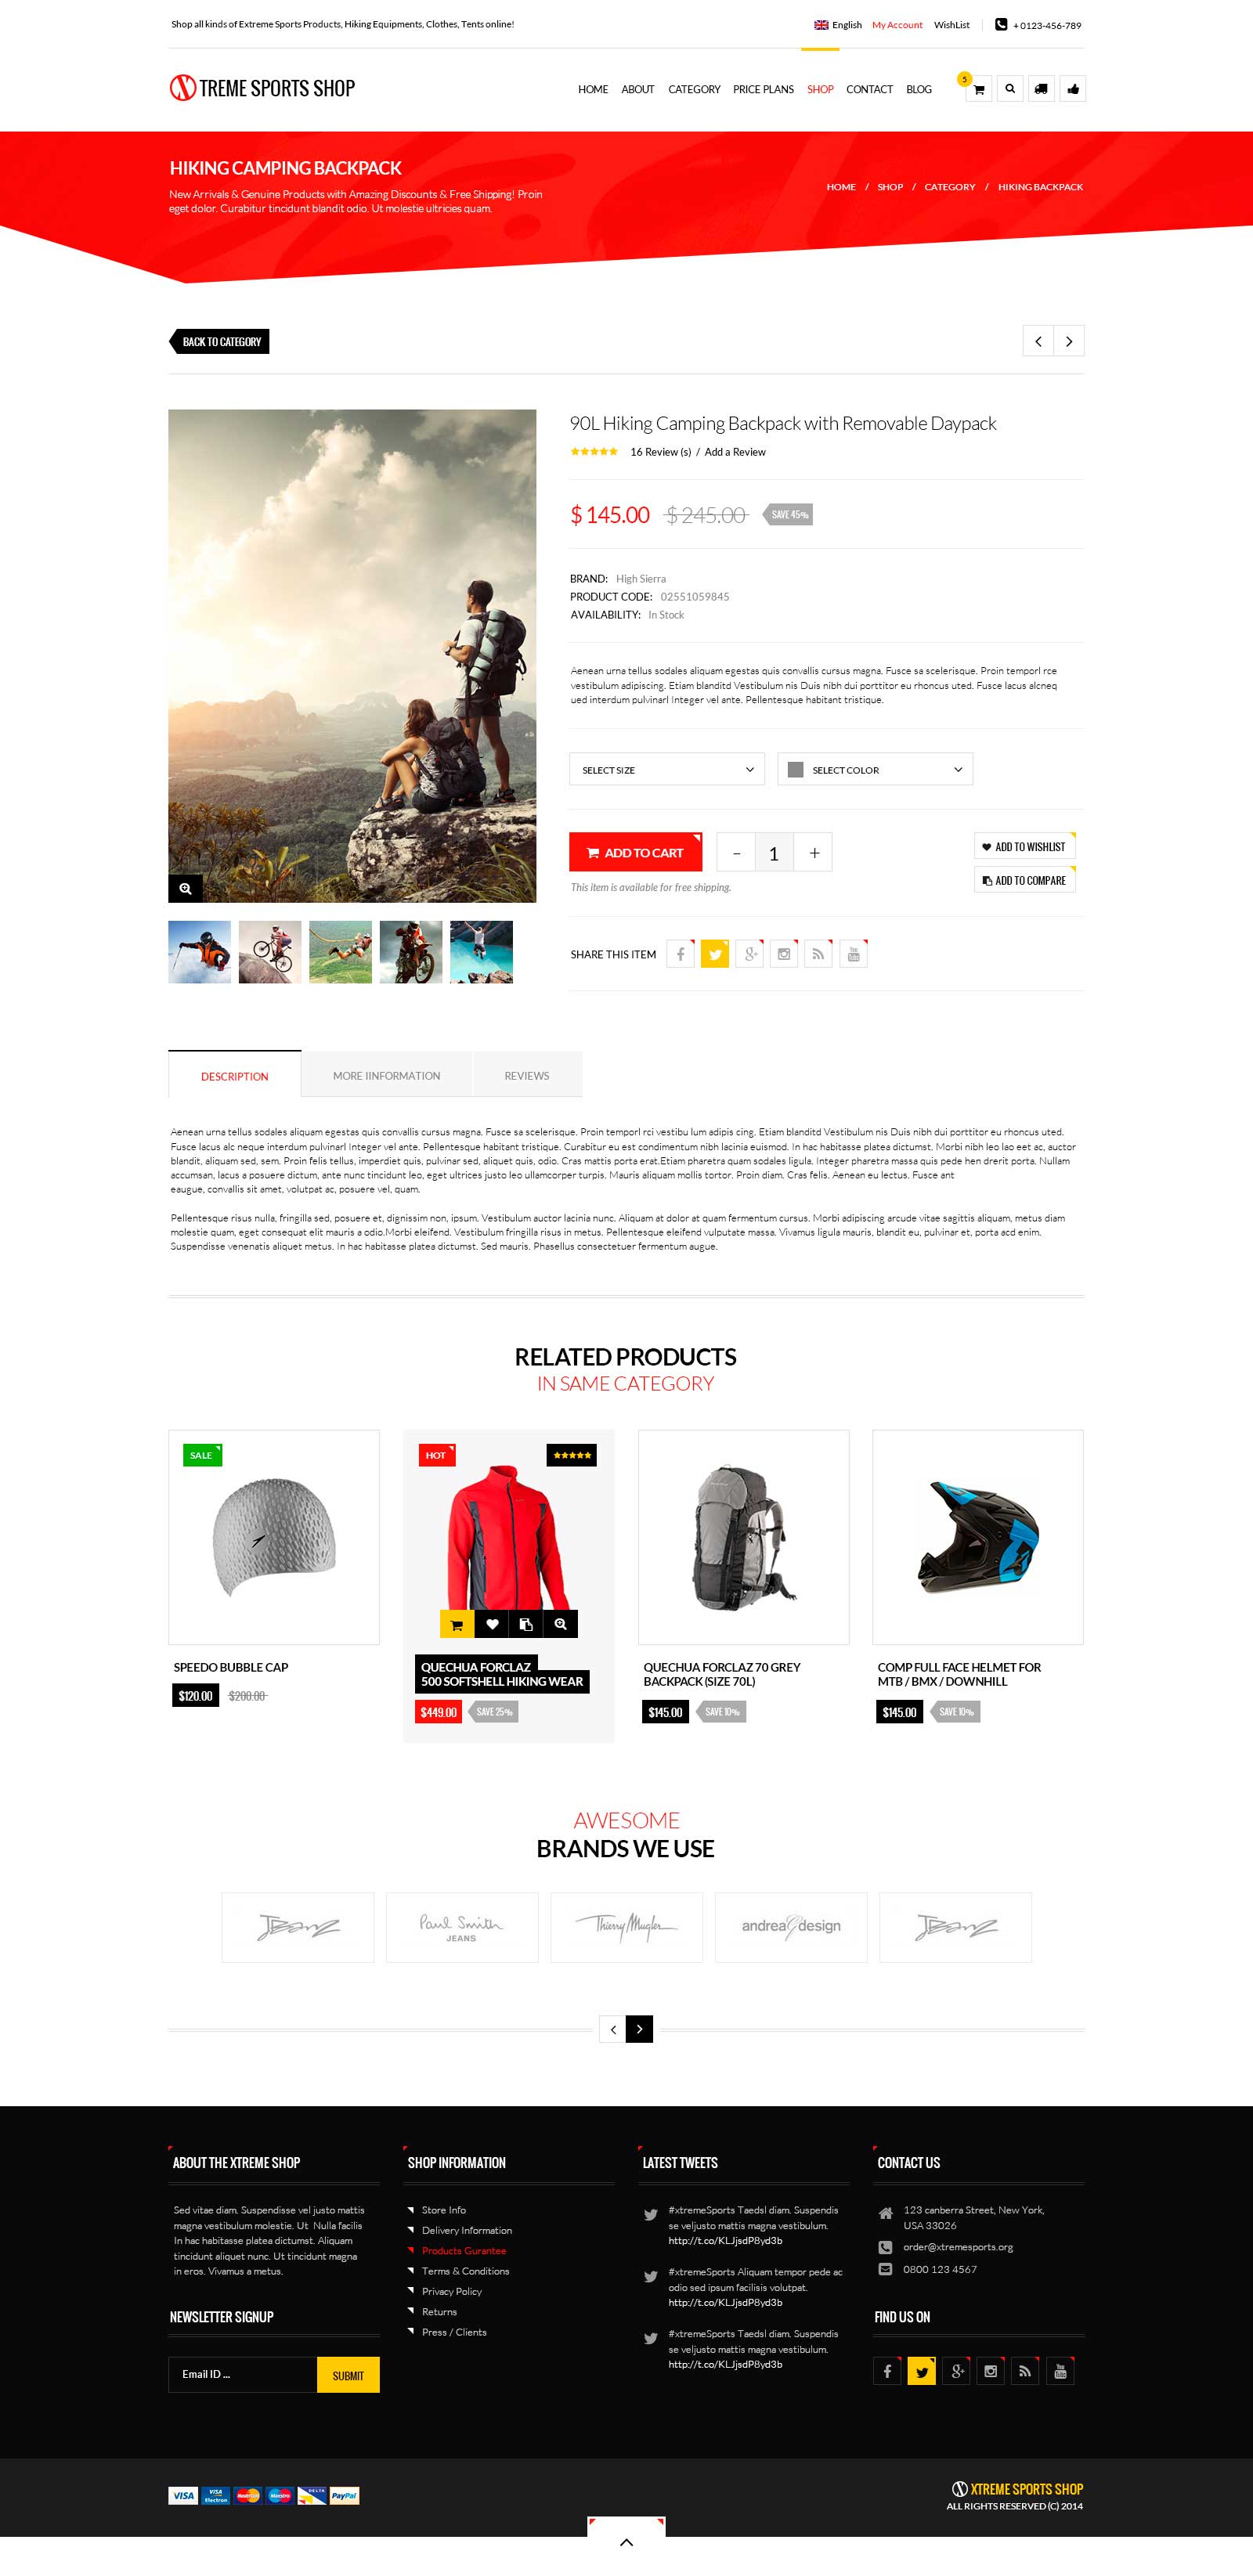 Shop all kinds of Extreme Sports Products, Hiking Equipments, Clothes, Tents online!
English My Account WishList + 0123-456-789
TREME SPORTS SHOP
HOME ABOUT CATEGORY PRICE PLANS SHOP CONTACT BLOG
5
HIKING CAMPING BACKPACK
New Arrivals & Genuine Products with Amazing Discounts & Free Shipping! Proin
eget dolor. Curabitur tincidunt blandit odio. Ut molestie ultricies quam.
HOME / SHOP / CATEGORY / HIKING BACKPACK
BACK TO CATEGORY
90L Hiking Camping Backpack with Removable Daypack
16 Review (s) / Add a Review
$ 145.00 $ 245.00 SAVE 45%
BRAND: High Sierra
PRODUCT CODE: 02551059845
AVAILABILITY: In Stock
Aenean urna tellus sodales aliquam egestas quis convallis cursus magna. Fusce sa scelerisque. Proin temporl rce
vestibulum adipiscing. Etiam blanditd Vestibulum nis Duis nibh dui porttitor eu rhoncus uted. Fusce lacus alcneq
ued interdum pulvinarl Integer vel ante. Pellentesque habitant tristique.
SELECT SIZE SELECT COLOR
ADD TO CART - 1 +
ADD TO WISHLIST
This item is available for free shipping.
ADD TO COMPARE
SHARE THIS ITEM
DESCRIPTION MORE IINFORMATION REVIEWS
Aenean urna tellus sodales aliquam egestas quis convallis cursus magna. Fusce sa scelerisque. Proin temporl rci vestibu lum adipis cing. Etiam blanditd Vestibulum nis Duis nibh dui porttitor eu rhoncus uted.
Fusce lacus alc neque interdum pulvinarl Integer vel ante. Pellentesque habitant tristique. Curabitur eu est condimentum nibh lacinia euismod. In hac habitasse platea dictumst. Morbi nibh leo lao eet ac, auctor
blandit, aliquam sed, sem. Proin felis tellus, imperdiet quis, pulvinar sed, aliquet quis, odio. Cras mattis porta erat.Etiam pharetra quam sodales ligula. Integer pharetra massa quis pede hen drerit porta. Nullam
accumsan, lacus a posuere dictum, ante nunc tincidunt leo, eget ultrices justo leo ullamcorper turpis. Mauris aliquam mollis tortor. Proin diam. Cras felis. Aenean eu lectus. Fusce ant
eaugue, convallis sit amet, volutpat ac, posuere vel, quam.
Pellentesque risus nulla, fringilla sed, posuere et, dignissim non, ipsum. Vestibulum auctor lacinia nunc. Aliquam at dolor at quam fermentum cursus. Morbi adipiscing arcude vitae sagittis aliquam, metus diam
molestie quam, eget consequat elit mauris a odio.Morbi eleifend. Vestibulum fringilla risus in metus. Pellentesque eleifend vulputate massa. Vivamus ligula mauris, blandit eu, pulvinar et, porta acd enim.
Suspendisse venenatis aliquet metus. In hac habitasse platea dictumst. Sed mauris. Phasellus consectetuer fermentum augue.
RELATED PRODUCTS
IN SAME CATEGORY
SALE
HOT
SPEEDO BUBBLE CAP
$120.00 $200.00
QUECHUA FORCLAZ
500 SOFTSHELL HIKING WEAR
$449.00 SAVE 25%
QUECHUA FORCLAZ 70 GREY
BACKPACK (SIZE 70L)
$145.00 SAVE 10%
COMP FULL FACE HELMET FOR
MTB / BMX / DOWNHILL
$145.00 SAVE 10%
AWESOME
BRANDS WE USE
Paul Smith
JEANS
Thierry Mugler
andrea design
ABOUT THE XTREME SHOP
Sed vitae diam. Suspendisse vel justo mattis
magna vestibulum molestie. Ut Nulla facilis
In hac habitasse platea dictumst. Aliquam
tincidunt aliquet nunc. Ut tincidunt magna
in eros. Vivamus a metus.
NEWSLETTER SIGNUP
Email ID ... SUBMIT
SHOP INFORMATION
Store Info
Delivery Information
Products Gurantee
Terms & Conditions
Privacy Policy
Returns
Press / Clients
LATEST TWEETS
#xtremeSports Taedsl diam. Suspendis
se veljusto mattis magna vestibulum.
http://t.co/KLJjsdP8yd3b
#xtremeSports Aliquam tempor pede ac
odio sed ipsum facilisis volutpat.
http://t.co/KLJjsdP8yd3b
#xtremeSports Taedsl diam. Suspendis
se veljusto mattis magna vestibulum.
http://t.co/KLJjsdP8yd3b
CONTACT US
123 canberra Street, New York,
USA 33026
order@xtremesports.org
0800 123 4567
FIND US ON
You
Tube
VISA VISA Electron MasterCard Maestro DELTA PayPal
XTREME SPORTS SHOP
ALL RIGHTS RESERVED (C) 2014